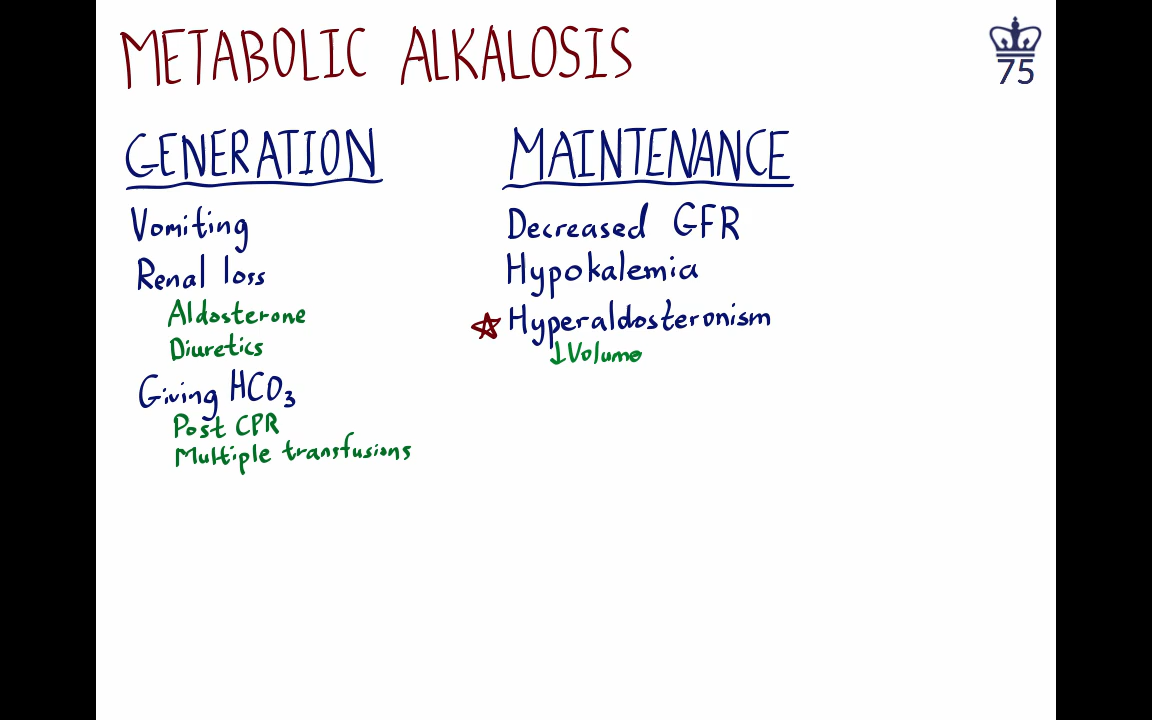 METABOLIC ALKALOSIS
75
GENERATION
Vomiting
Renal loss
Aldosterone
Diuretics
Giving HCO3
Post CPR
Multiple transfusions
MAINTENANCE
Decreased GFR
Hypokalemia
☆ Hyperaldosteronism
↓Volume